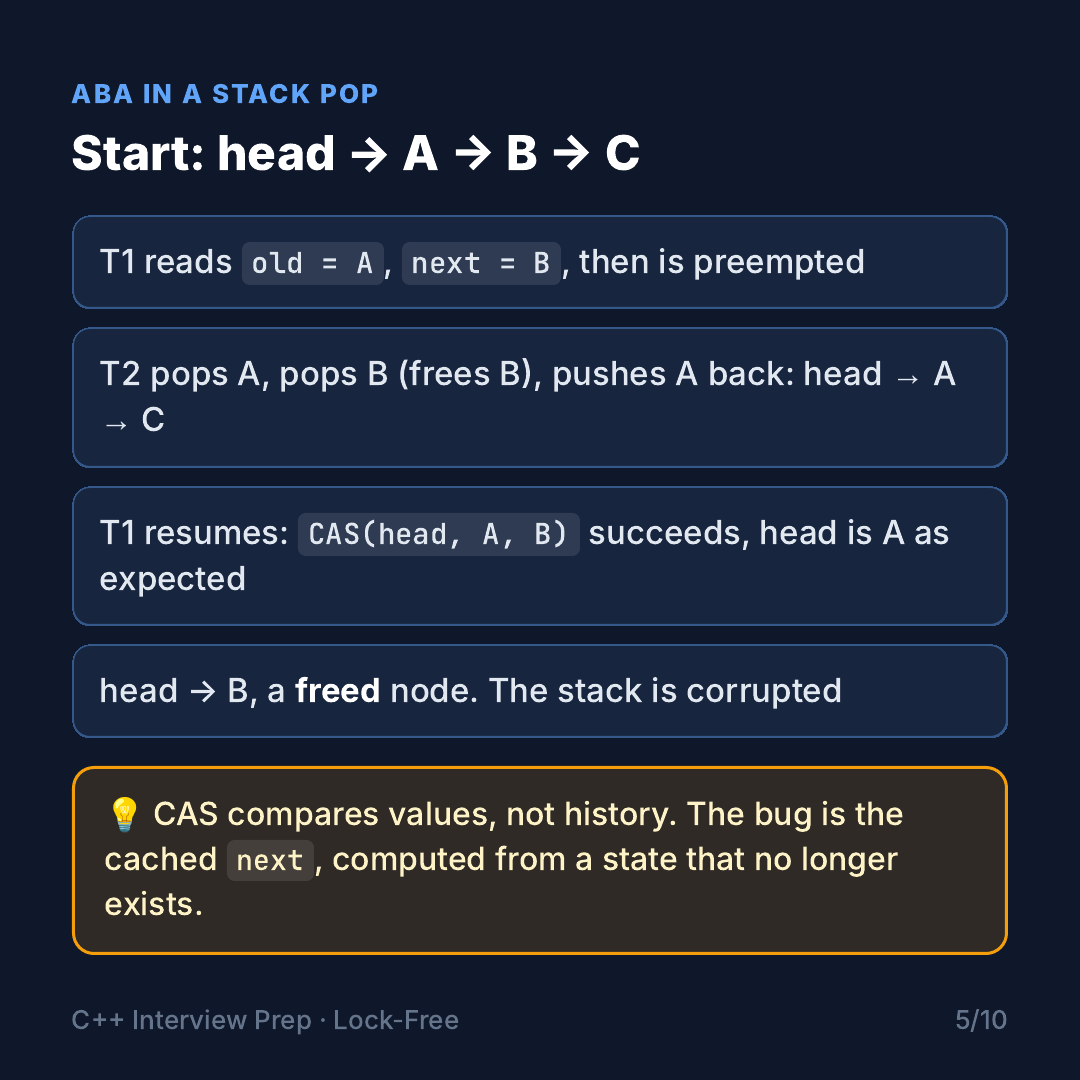 ABA IN A STACK POP
Start: head → A → B → C
T1 reads old = A, next = B, then is preempted
T2 pops A, pops B (frees B), pushes A back: head → A
→ C
T1 resumes: CAS(head, A, B) succeeds, head is A as
expected
head → B, a freed node. The stack is corrupted
💡 CAS compares values, not history. The bug is the
cached next, computed from a state that no longer
exists.
C++ Interview Prep · Lock-Free
5/10